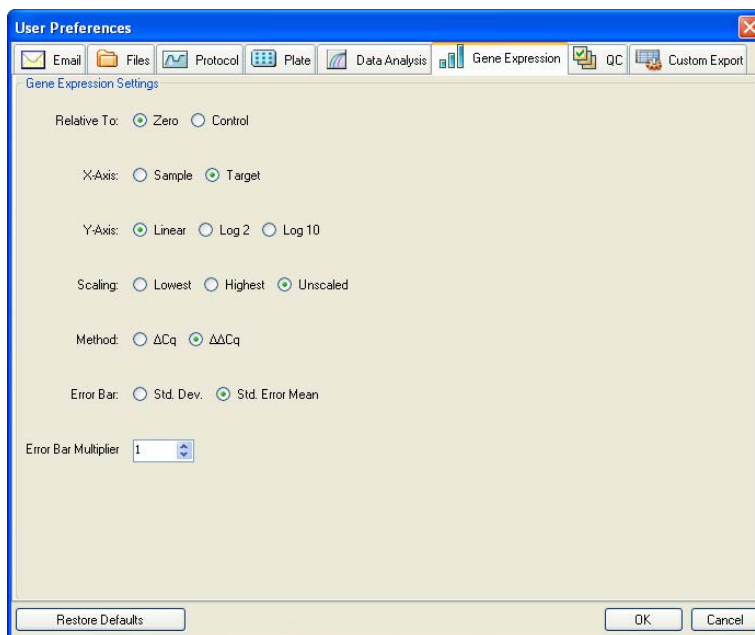 User Preferences
Email Files Protocol Plate Data Analysis Gene Expression QC Custom Export
Gene Expression Settings
Relative To: Zero Control
X-Axis: Sample Target
Y-Axis: Linear Log 2 Log 10
Scaling: Lowest Highest Unscaled
Method: ΔCq ΔΔCq
Error Bar: Std. Dev. Std. Error Mean
Error Bar Multiplier 1
Restore Defaults OK Cancel